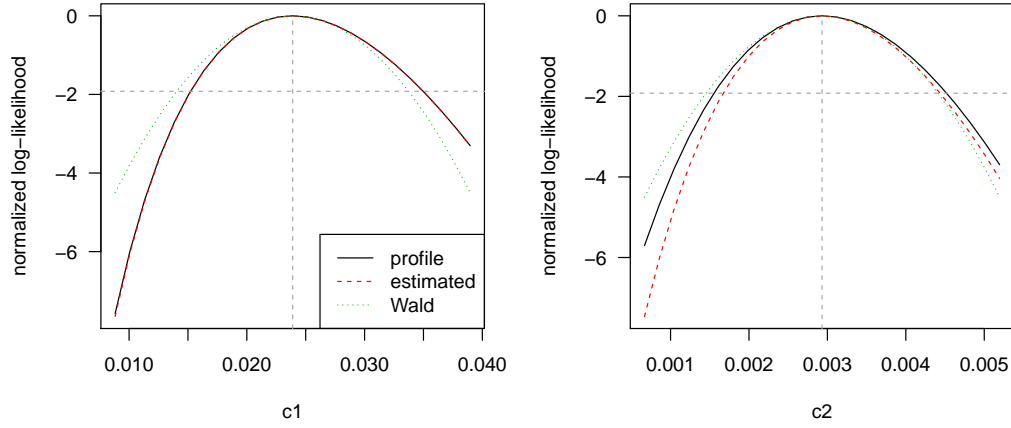 normalized log−likelihood
0
−2
−4
−6
0.010
0.020
0.030
0.040
c1
profile
estimated
Wald
normalized log−likelihood
0
−2
−4
−6
0.001
0.002
0.003
0.004
0.005
c2